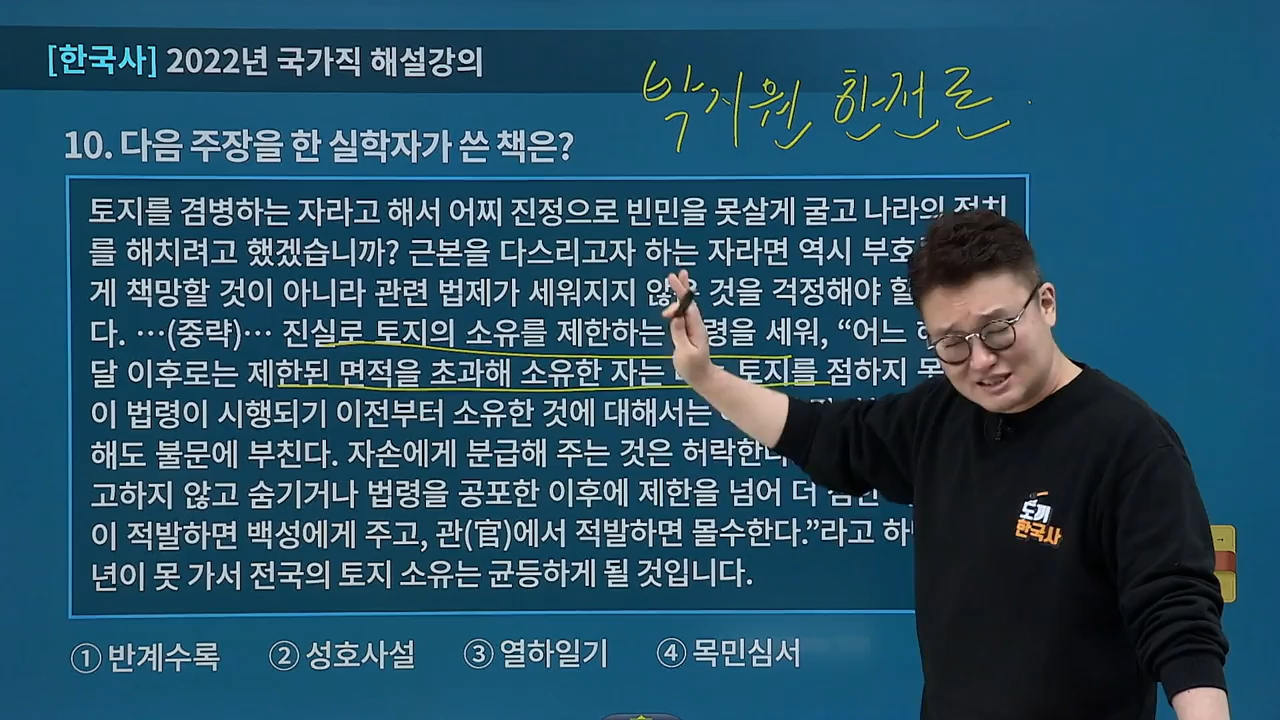 [한국사] 2022년 국가직 해설강의
박지원 한전론.
10. 다음 주장을 한 실학자가 쓴 책은?
토지를 겸병하는 자라고 해서 어찌 진정으로 빈민을 못살게 굴고 나라의 정치
를 해치려고 했겠습니까? 근본을 다스리고자 하는 자라면 역시 부호
게 책망할 것이 아니라 관련 법제가 세워지지 않은 것을 걱정해야 할
다. …(중략)… 진실로 토지의 소유를 제한하는 법령을 세워, “어느
달 이후로는 제한된 면적을 초과해 소유한 자는 토지를 점하지 못
이 법령이 시행되기 이전부터 소유한 것에 대해서는
해도 불문에 부친다. 자손에게 분급해 주는 것은 허락한다.
고하지 않고 숨기거나 법령을 공포한 이후에 제한을 넘어 더 점한
이 적발하면 백성에게 주고, 관(官)에서 적발하면 몰수한다.”라고 하
년이 못 가서 전국의 토지 소유는 균등하게 될 것입니다.
① 반계수록 ② 성호사설 ③ 열하일기 ④ 목민심서
도끼
한국사